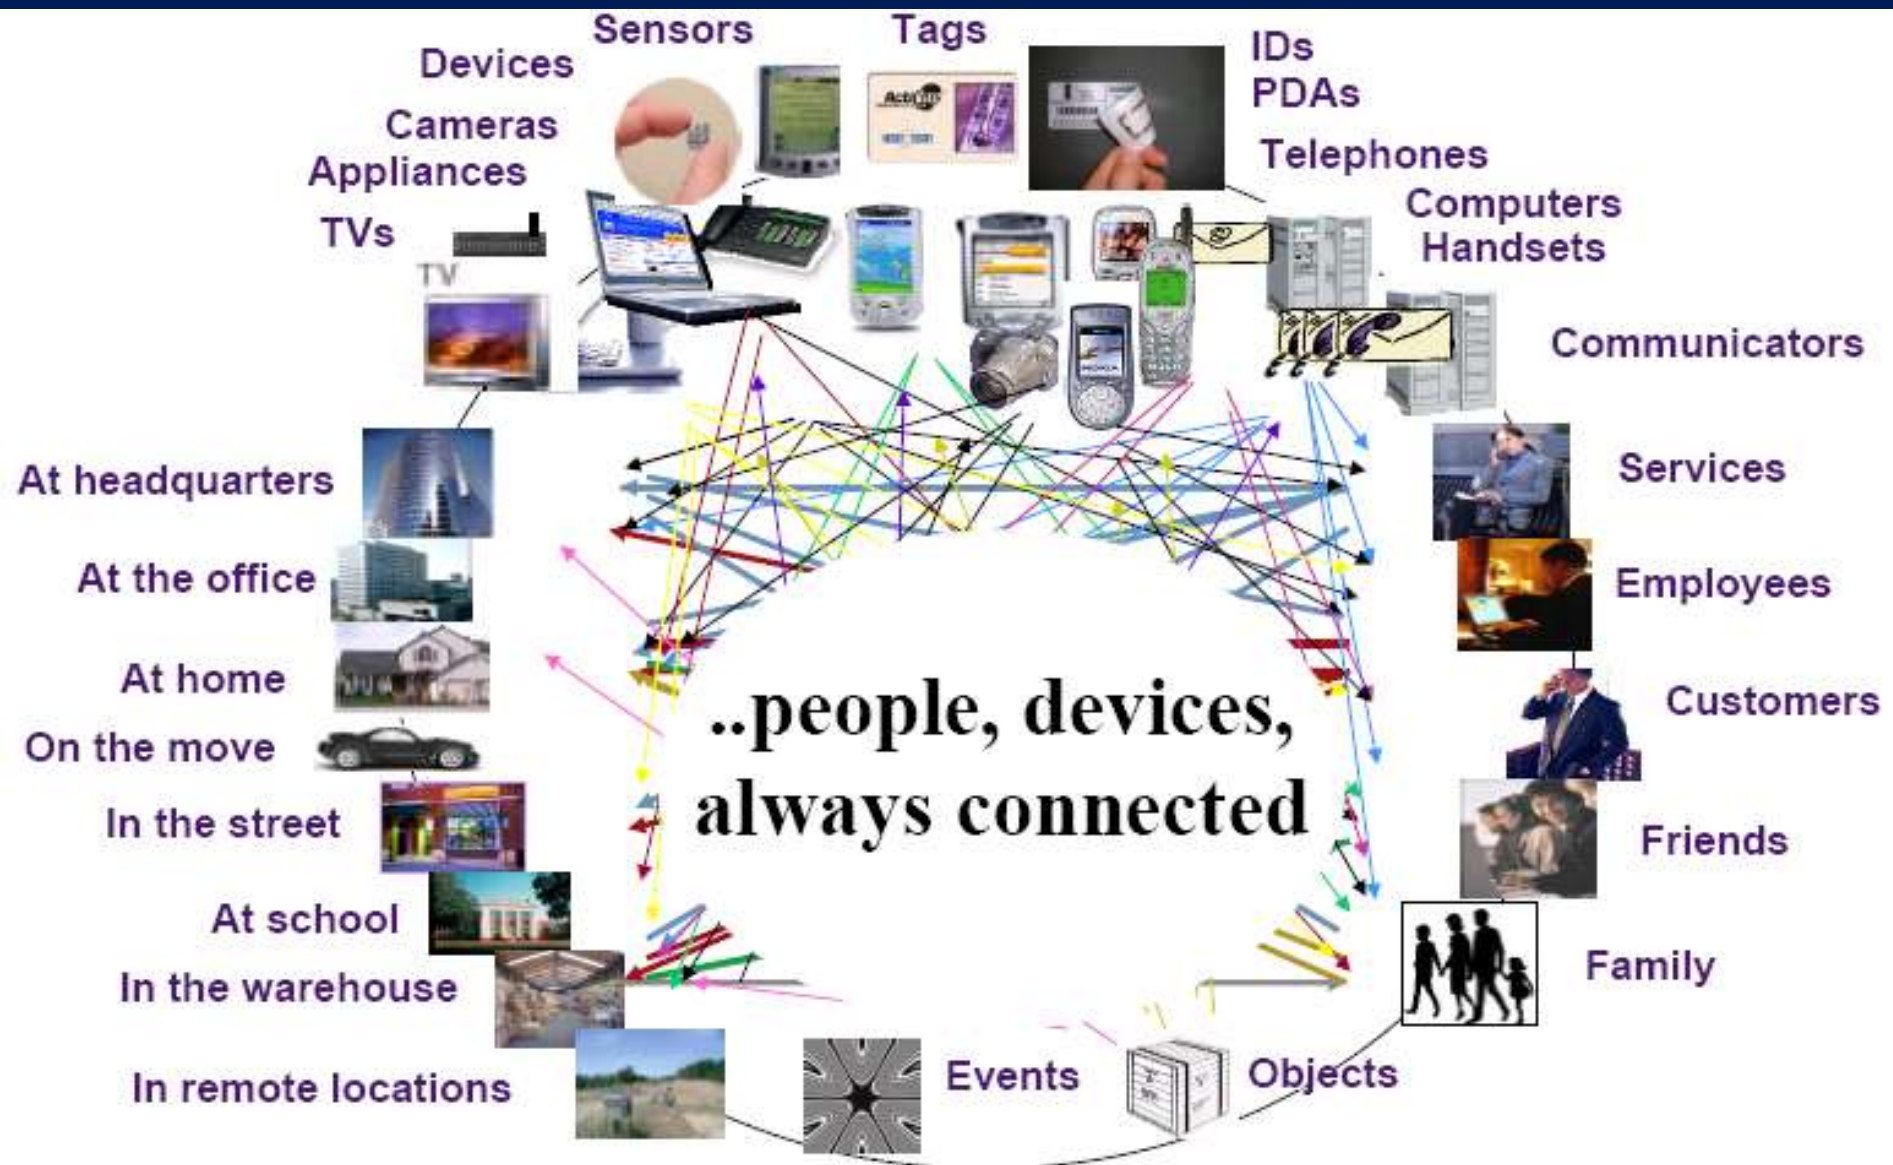 Sensors
Tags
IDs
PDAs
Devices
Cameras
Appliances
TVs
TV
Telephones
Computers
Handsets
Communicators
NOKIA
At headquarters
At the office
At home
On the move
In the street
At school
In the warehouse
In remote locations
..people, devices,
always connected
Services
Employees
Customers
Friends
Family
Events
Objects